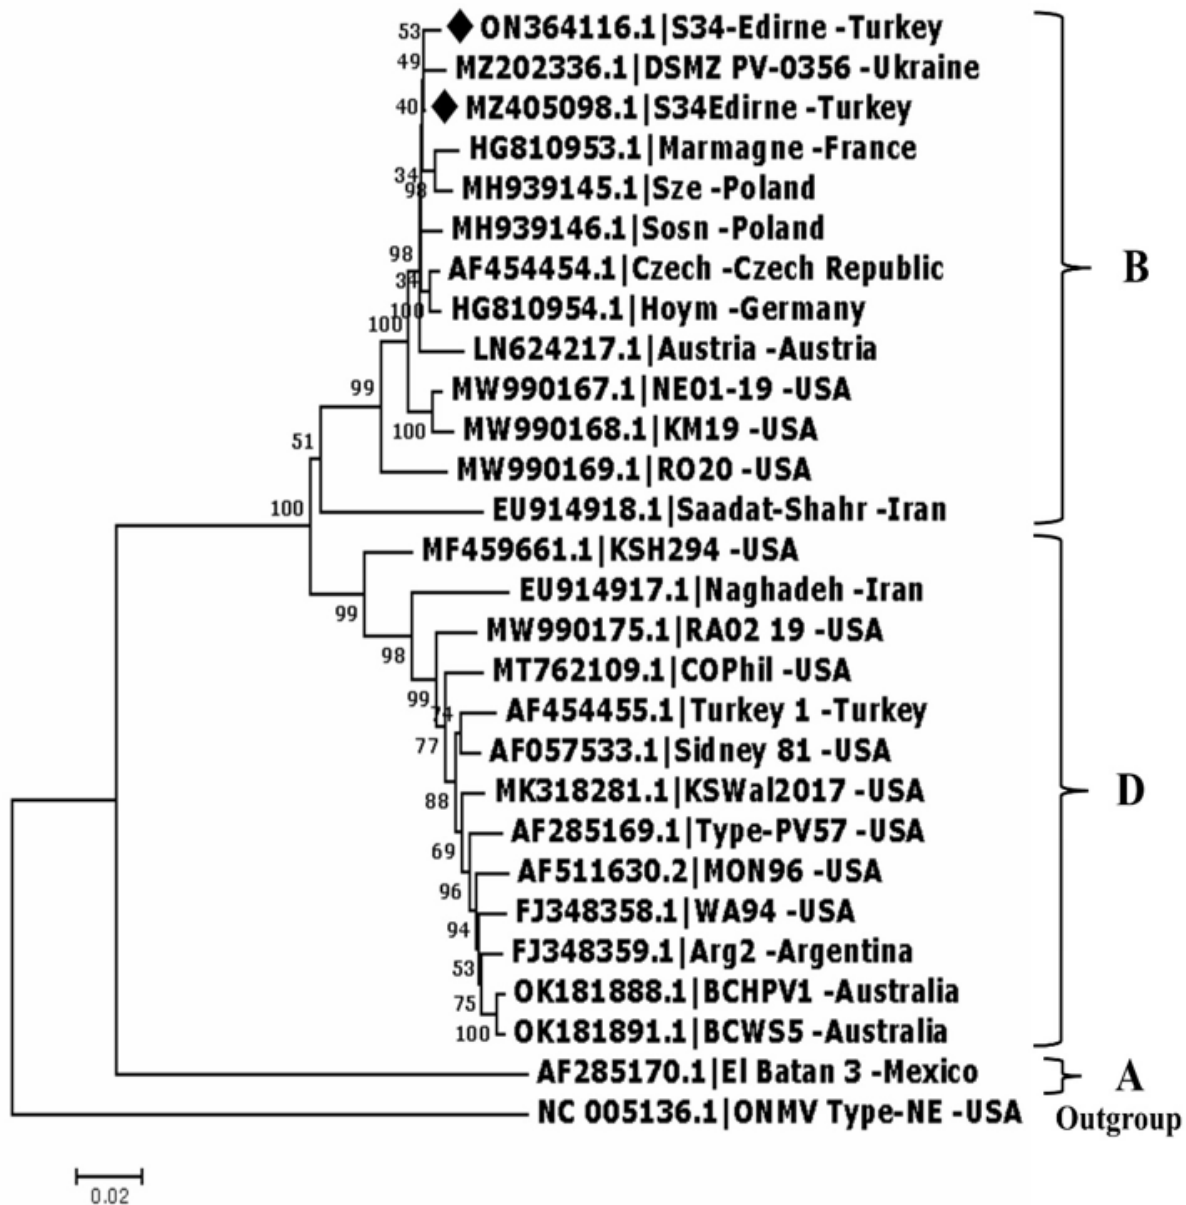 53
ON364116.1|S34-Edirne -Turkey
49
MZ202336.1|DSMZ PV-0356 -Ukraine
40
MZ405098.1|S34Edirne -Turkey
HG810953.1|Marmagne -France
34
98
MH939145.1|Sze -Poland
MH939146.1|Sosn -Poland
98
AF454454.1|Czech -Czech Republic
B
34
100
HG810954.1|Hoym -Germany
100
LN624217.1|Austria -Austria
99
MW990167.1|NE01-19 -USA
100
MW990168.1|KM19 -USA
51
MW990169.1|RO20 -USA
100
EU914918.1|Saadat-Shahr -Iran
MF459661.1|KSH294 -USA
EU914917.1|Naghadeh -Iran
99
MW990175.1|RA02 19 -USA
98
MT762109.1|COPhil -USA
99
74
AF454455.1|Turkey 1 -Turkey
77
AF057533.1|Sidney 81 -USA
88
MK318281.1|KSWal2017 -USA
D
AF285169.1|Type-PV57 -USA
69
AF511630.2|MON96 -USA
96
FJ348358.1|WA94 -USA
94
FJ348359.1|Arg2 -Argentina
53
OK181888.1|BCHPV1 -Australia
75
100
OK181891.1|BCWS5 -Australia
AF285170.1|El Batan 3 -Mexico
A
NC 005136.1|ONMV Type-NE -USA
Outgroup
0.02